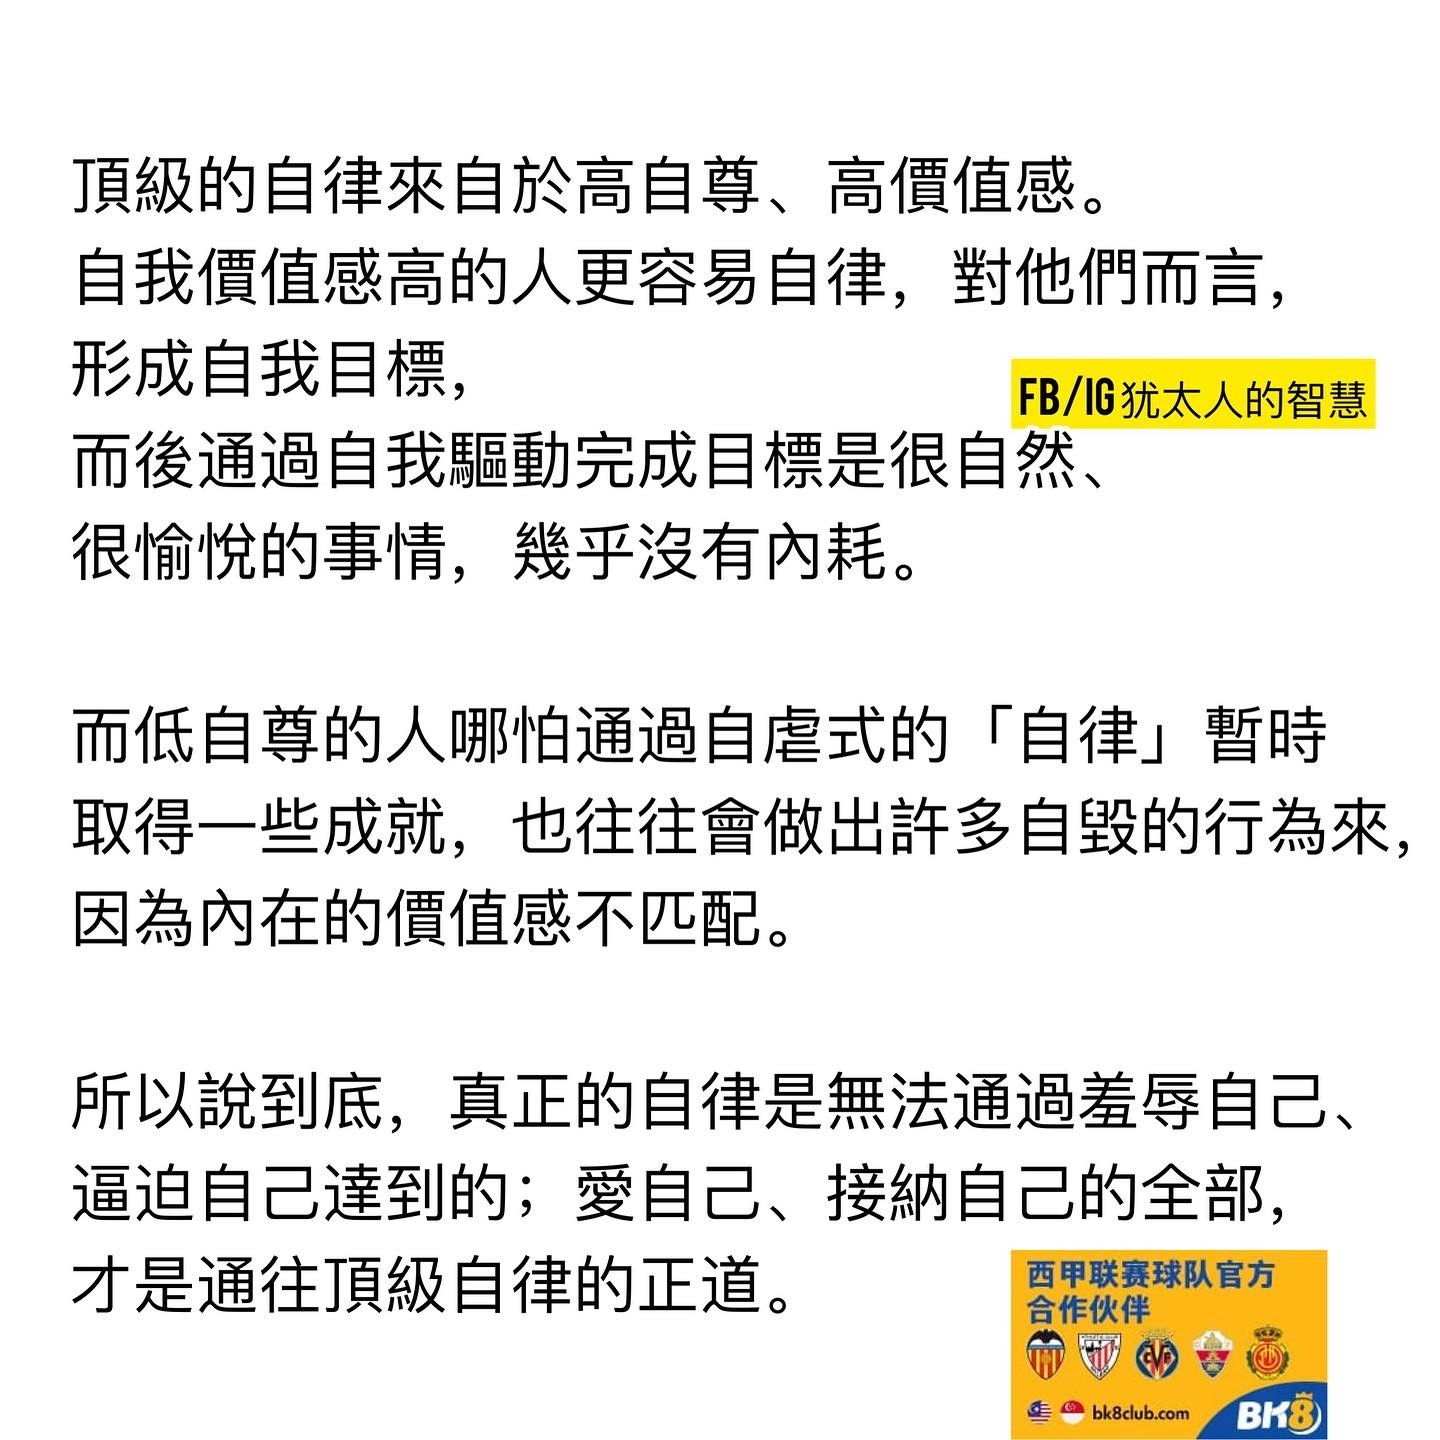 頂級的自律來自於高自尊、高價值感。
自我價值感高的人更容易自律，對他們而言，
形成自我目標，
FB/IG犹太人的智慧
而後通過自我驅動完成目標是很自然、
很愉悅的事情，幾乎沒有內耗。
而低自尊的人哪怕通過自虐式的「自律」暫時
取得一些成就，也往往會做出許多自毀的行為來，
因為內在的價值感不匹配。
所以說到底，真正的自律是無法通過羞辱自己、
逼迫自己達到的；愛自己、接納自己的全部，
才是通往頂級自律的正道。
西甲联赛球队官方
合作伙伴
bk8club.com
BK8